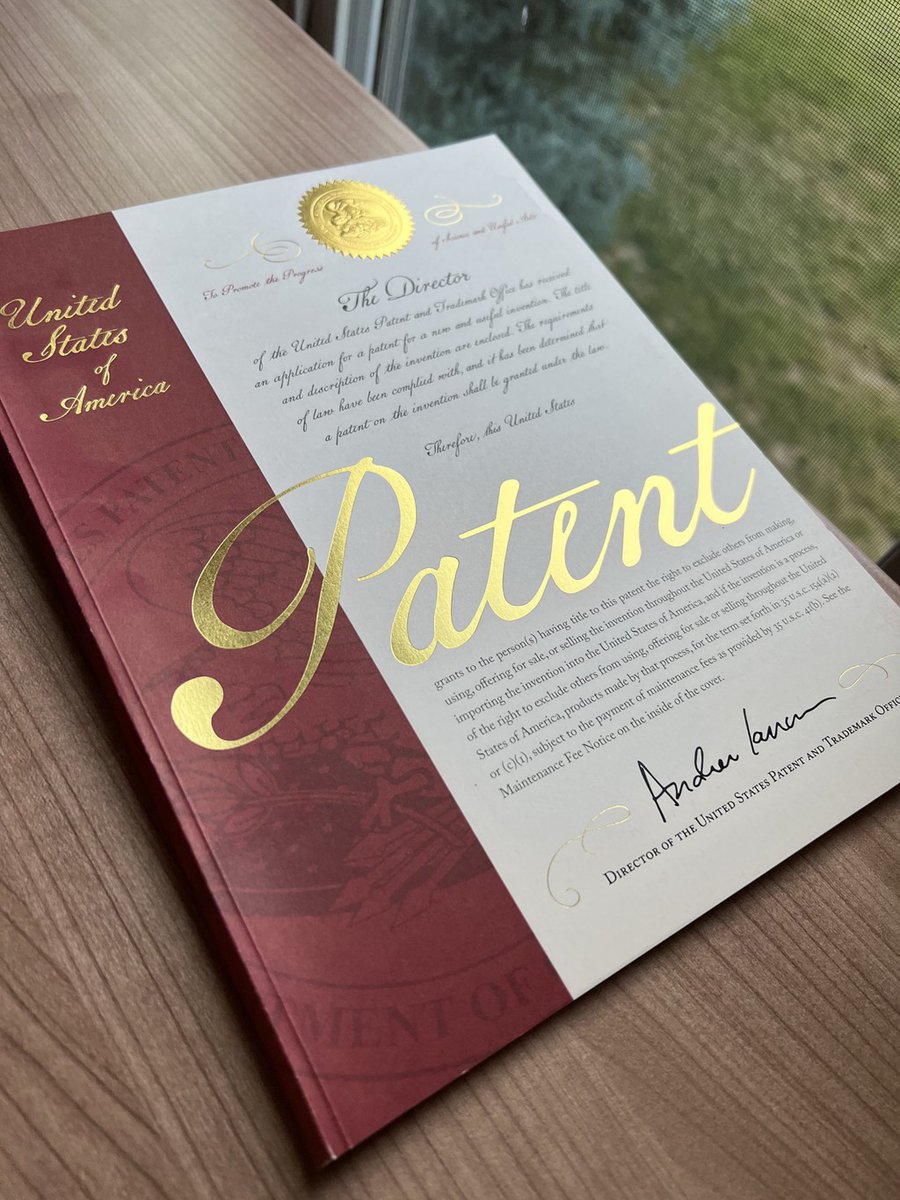 United
States
of
America
To Promote the Progress
of Science and Useful Arts
The Director
of the United States Patent and Trademark Office has received
an application for a patent for a new and useful invention. The title
and description of the invention are enclosed. The requirements
of law have been complied with, and it has been determined that
a patent on the invention shall be granted under the law.
Therefore, this United States
Patent
grants to the person(s) having title to this patent the right to exclude others from making,
using, offering for sale, or selling the invention throughout the United States of America or
importing the invention into the United States of America, and if the invention is a process,
of the right to exclude others from using, offering for sale or selling throughout the United
States of America, products made by that process, for the term set forth in 35 U.S.C. 154(a)(2)
or (c)(1), subject to the payment of maintenance fees as provided by 35 U.S.C. 41(b). See the
Maintenance Fee Notice on the inside of the cover.
Andrei Iancu
DIRECTOR OF THE UNITED STATES PATENT AND TRADEMARK OFFIC
PATENT
MENT OF